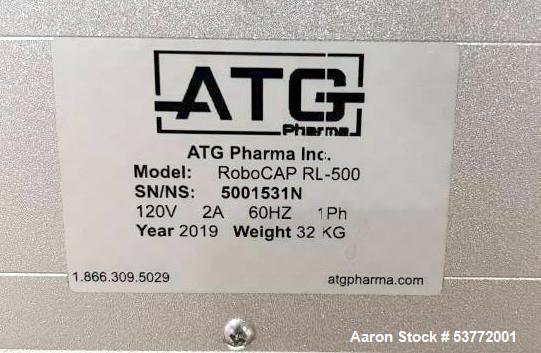 ATG
Pharma
ATG Pharma Inc.
Model: RoboCAP RL-500
SN/NS: 5001531N
120V 2A 60HZ 1Ph
Year 2019 Weight 32 KG
1.866.309.5029 atgpharma.com
Aaron Stock # 53772001